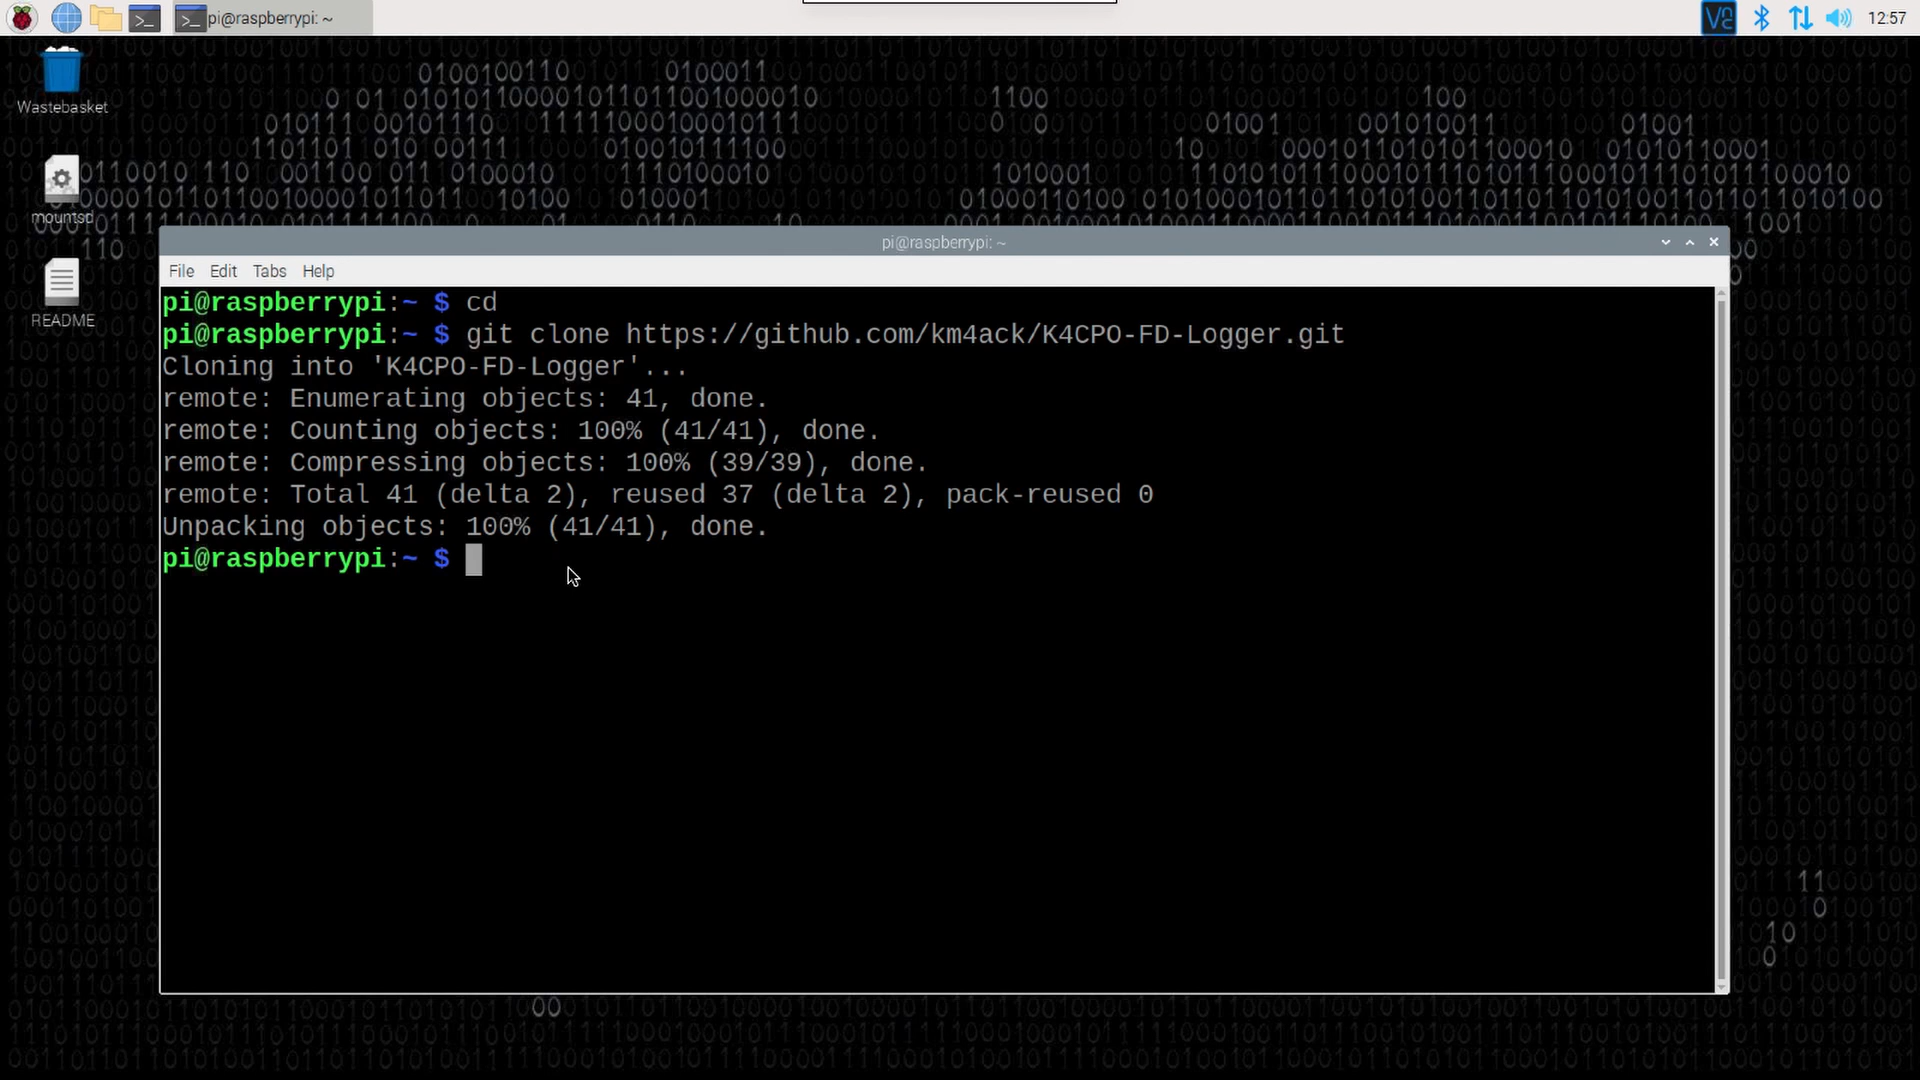 pi@raspberrypi: ~
12:57
Wastebasket
mountsd
README
pi@raspberrypi: ~
File Edit Tabs Help
pi@raspberrypi:~ $ cd
pi@raspberrypi:~ $ git clone https://github.com/km4ack/K4CPO-FD-Logger.git
Cloning into 'K4CPO-FD-Logger'...
remote: Enumerating objects: 41, done.
remote: Counting objects: 100% (41/41), done.
remote: Compressing objects: 100% (39/39), done.
remote: Total 41 (delta 2), reused 37 (delta 2), pack-reused 0
Unpacking objects: 100% (41/41), done.
pi@raspberrypi:~ $